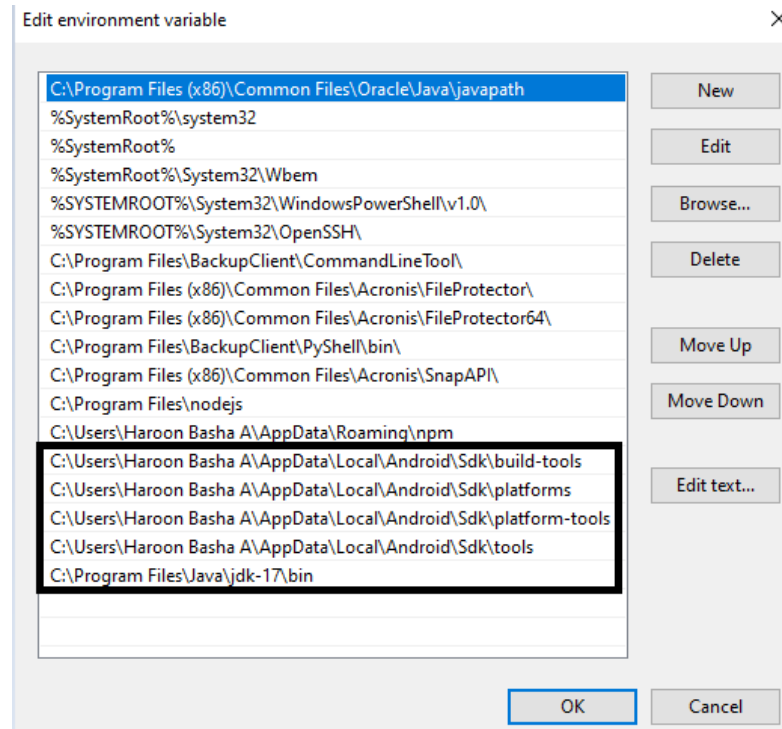 Edit environment variable
C:\Program Files (x86)\Common Files\Oracle\Java\javapath
New
%SystemRoot%\system32
%SystemRoot%
Edit
%SystemRoot%\System32\Wbem
%SYSTEMROOT%\System32\WindowsPowerShell\v1.0\
Browse...
%SYSTEMROOT%\System32\OpenSSH\
C:\Program Files\BackupClient\CommandLineTool\
Delete
C:\Program Files (x86)\Common Files\Acronis\FileProtector\
C:\Program Files (x86)\Common Files\Acronis\FileProtector64\
C:\Program Files\BackupClient\PyShell\bin\
Move Up
C:\Program Files (x86)\Common Files\Acronis\SnapAPI\
C:\Program Files\nodejs
Move Down
C:\Users\Haroon Basha A\AppData\Roaming\npm
C:\Users\Haroon Basha A\AppData\Local\Android\Sdk\build-tools
C:\Users\Haroon Basha A\AppData\Local\Android\Sdk\platforms
Edit text...
C:\Users\Haroon Basha A\AppData\Local\Android\Sdk\platform-tools
C:\Users\Haroon Basha A\AppData\Local\Android\Sdk\tools
C:\Program Files\Java\jdk-17\bin
OK
Cancel